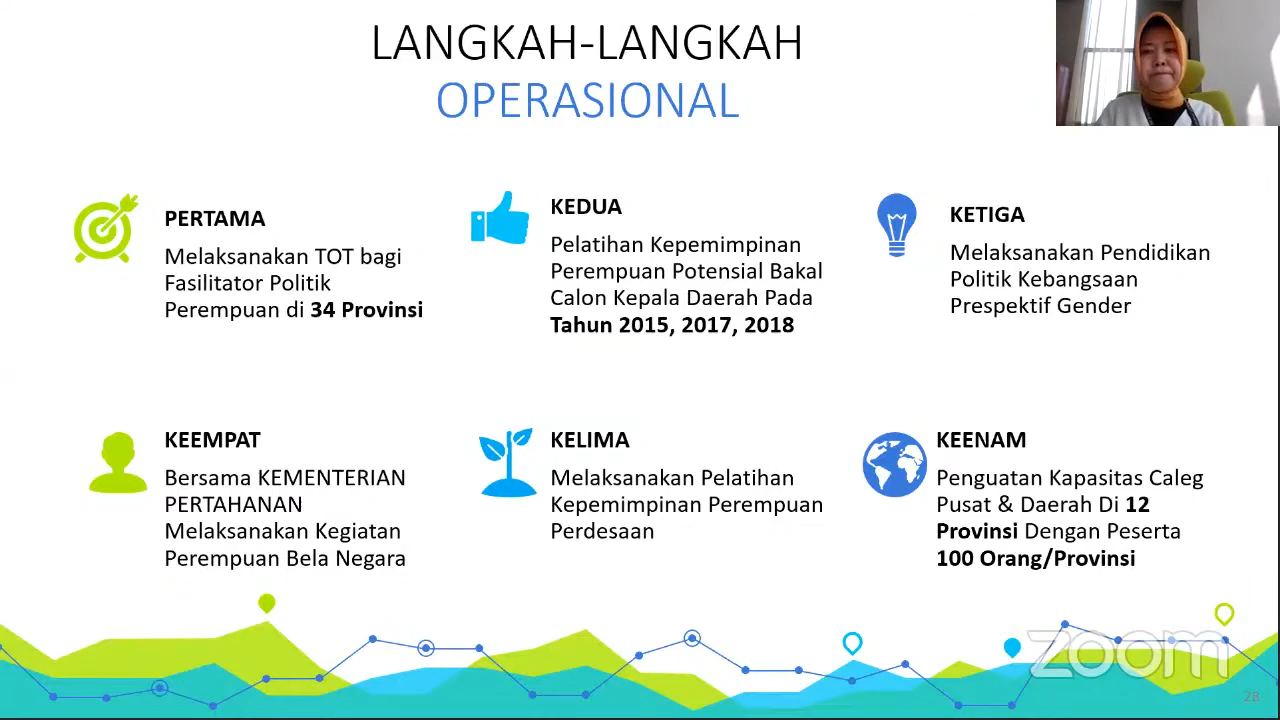 LANGKAH-LANGKAH
OPERASIONAL
PERTAMA
Melaksanakan TOT bagi
Fasilitator Politik
Perempuan di 34 Provinsi
KEDUA
Pelatihan Kepemimpinan
Perempuan Potensial Bakal
Calon Kepala Daerah Pada
Tahun 2015, 2017, 2018
KETIGA
Melaksanakan Pendidikan
Politik Kebangsaan
Prespektif Gender
KEEMPAT
Bersama KEMENTERIAN
PERTAHANAN
Melaksanakan Kegiatan
Perempuan Bela Negara
KELIMA
Melaksanakan Pelatihan
Kepemimpinan Perempuan
Perdesaan
KEENAM
Penguatan Kapasitas Caleg
Pusat & Daerah Di 12
Provinsi Dengan Peserta
100 Orang/Provinsi
zoom
28